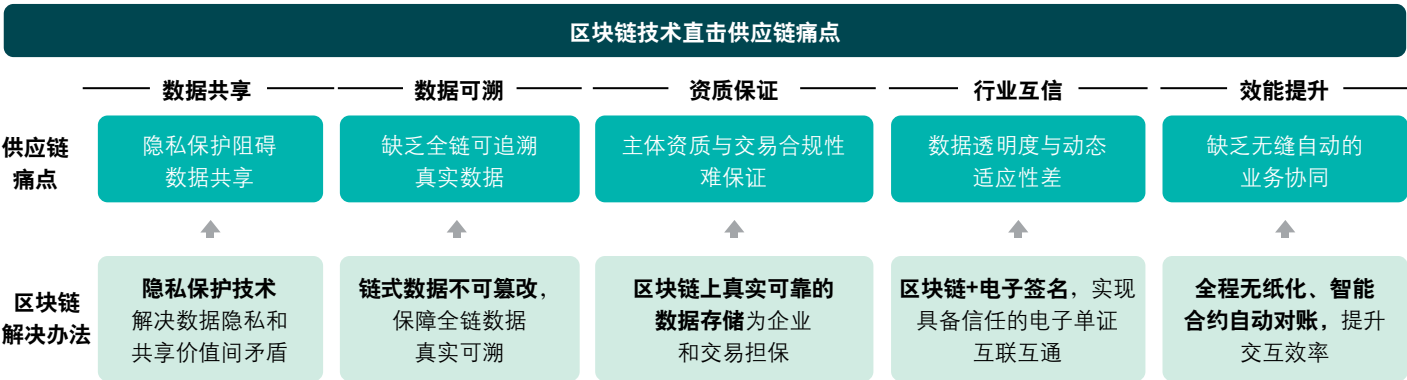 区块链技术直击供应链痛点
数据共享
数据可溯
资质保证
行业互信
效能提升
供应链
痛点
隐私保护阻碍
数据共享
缺乏全链可追溯
真实数据
主体资质与交易合规性
难保证
数据透明度与动态
适应性差
缺乏无缝自动的
业务协同
区块链
解决办法
隐私保护技术
解决数据隐私和
共享价值间矛盾
链式数据不可篡改，
保障全链数据
真实可溯
区块链上真实可靠的
数据存储为企业
和交易担保
区块链+电子签名，实现
具备信任的电子单证
互联互通
全程无纸化、智能
合约自动对账，提升
交互效率